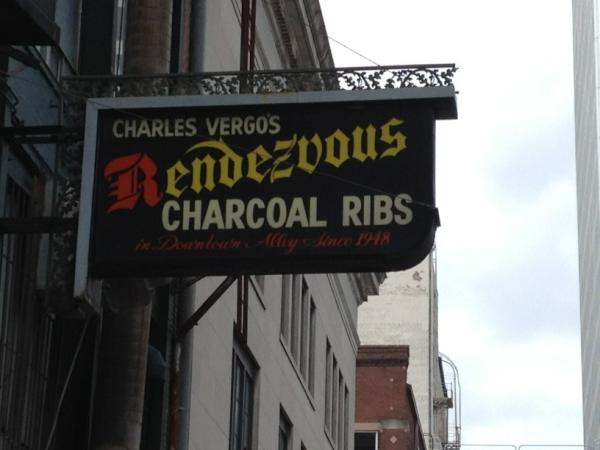 CHARLES VERGO'S
Rendezvous
CHARCOAL RIBS
in Downtown Alley Since 1948